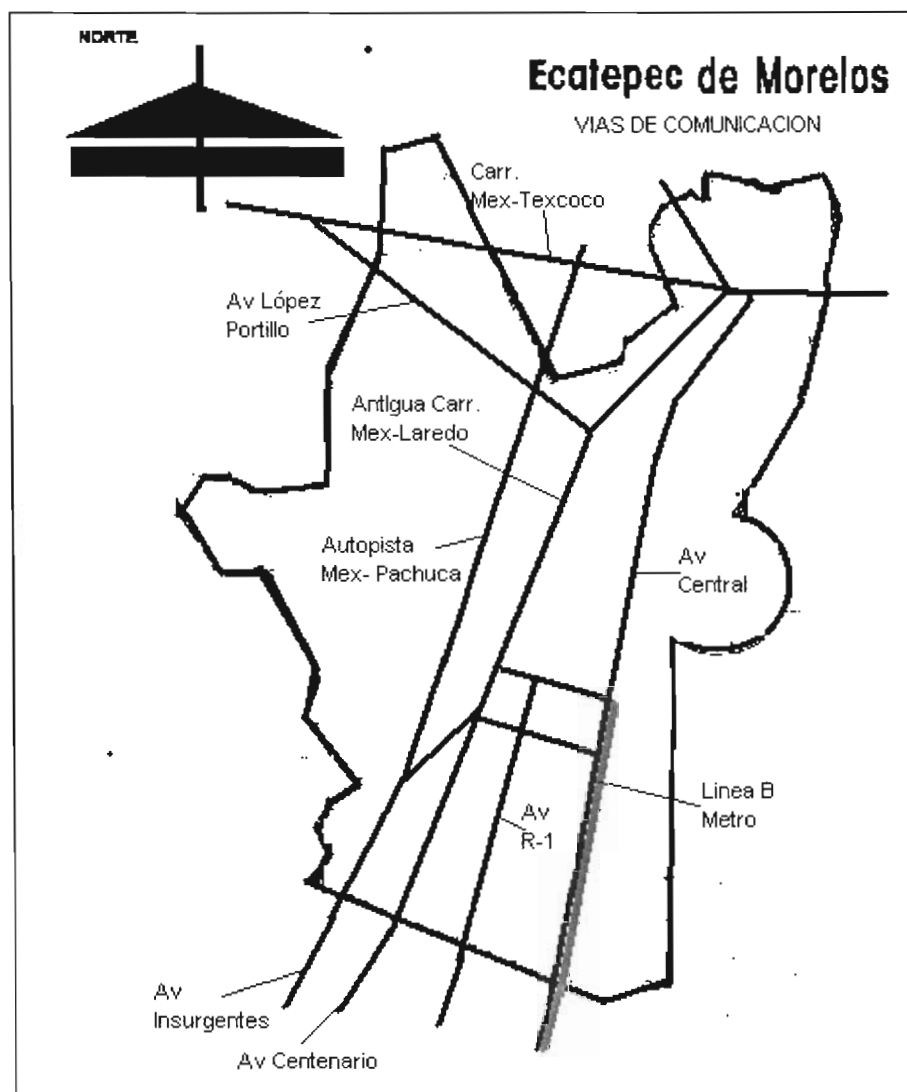 NORTE
Ecatepec de Morelos
VIAS DE COMUNICACION
Carr.
Mex-Texcoco
Av López
Portillo
Antigua Carr.
Mex-Laredo
Autopista
Mex- Pachuca
Av
Central
Linea B
Metro
Av
R-1
Av
Insurgentes
Av Centenario